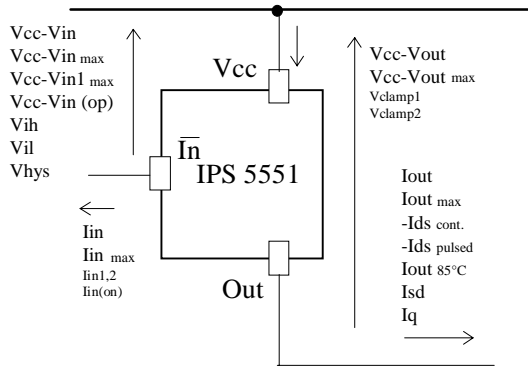 Vcc-Vin
Vcc-Vin max
Vcc-Vin1 max
Vcc-Vin (op)
Vih
Vil
Vhys
Iin
Iin max
Iin1,2
Iin(on)
Vcc
In
IPS 5551
Out
Vcc-Vout
Vcc-Vout max
Vclamp1
Vclamp2
Iout
Iout max
-Ids cont.
-Ids pulsed
Iout 85°C
Isd
Iq